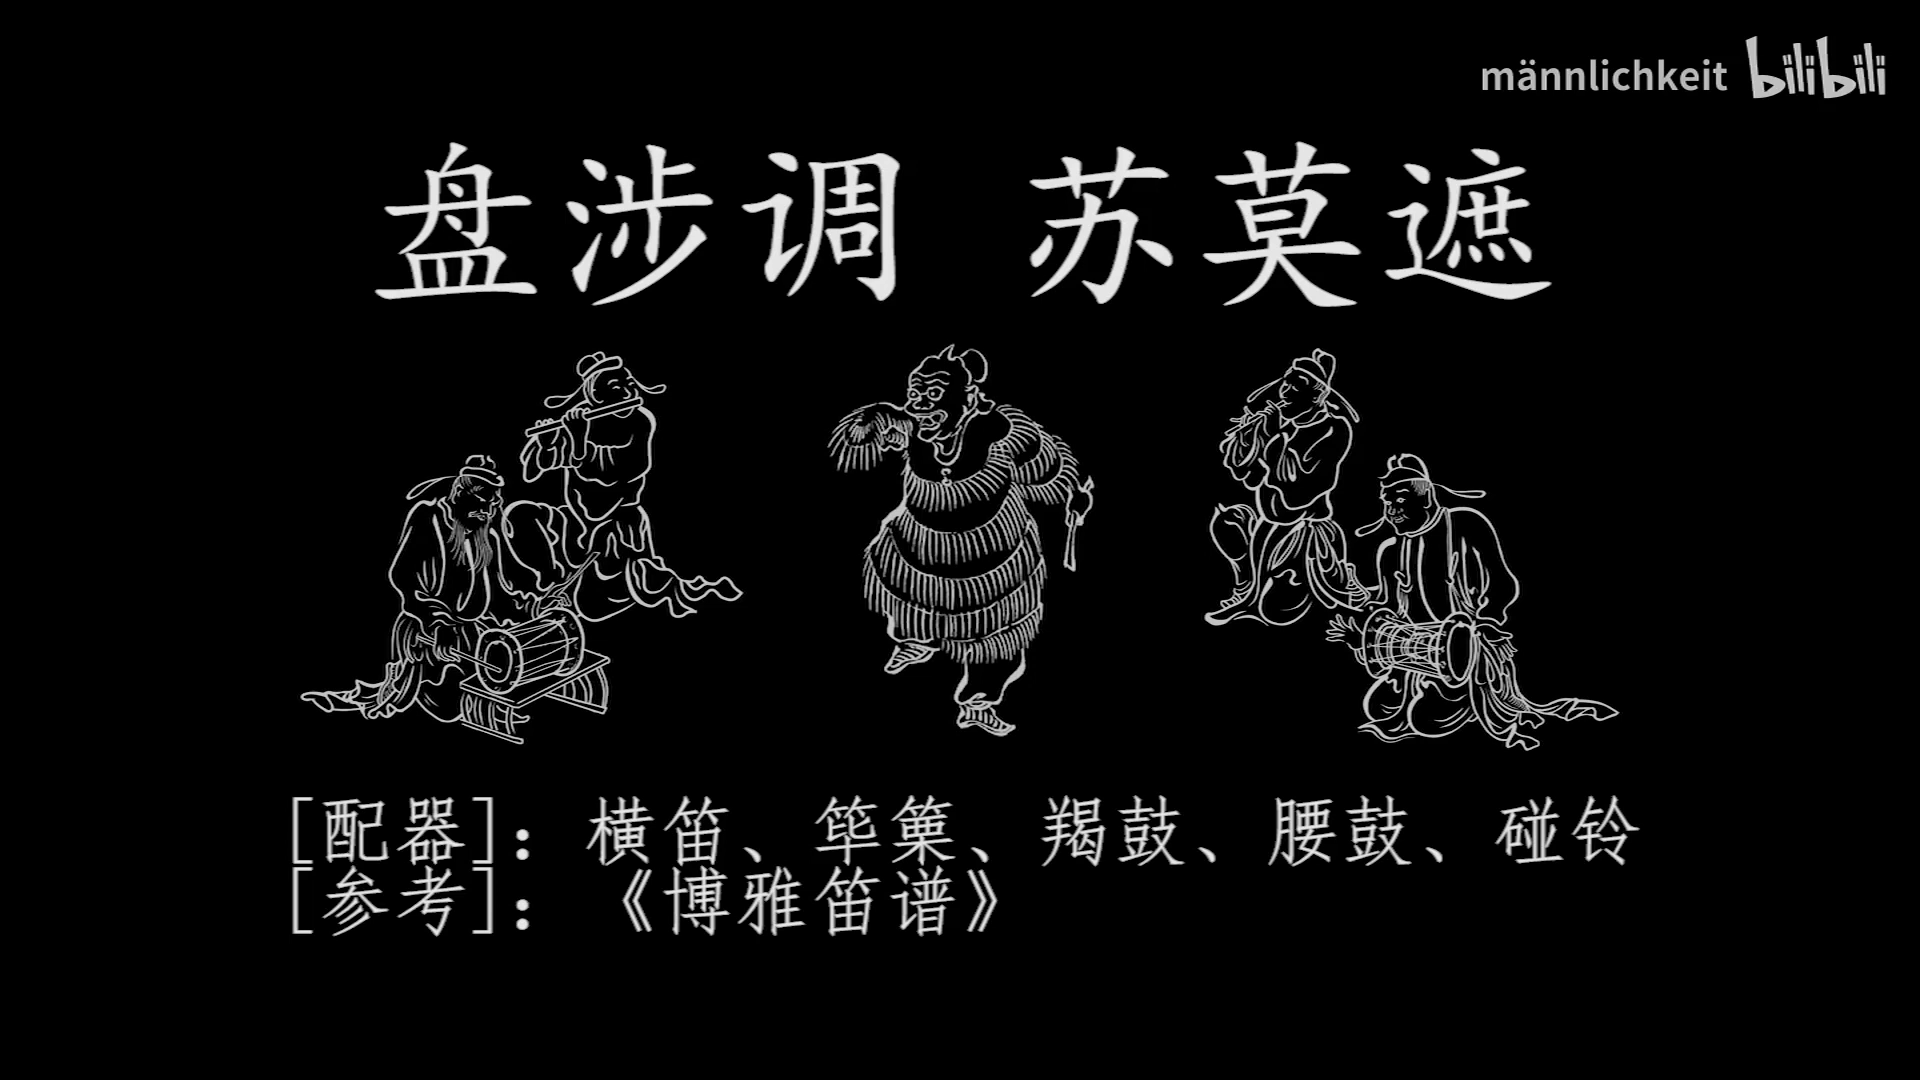 männlichkeit bilibili
盘涉调 苏莫遮
[配器]：横笛、筚篥、羯鼓、腰鼓、碰铃
[参考]：《博雅笛谱》